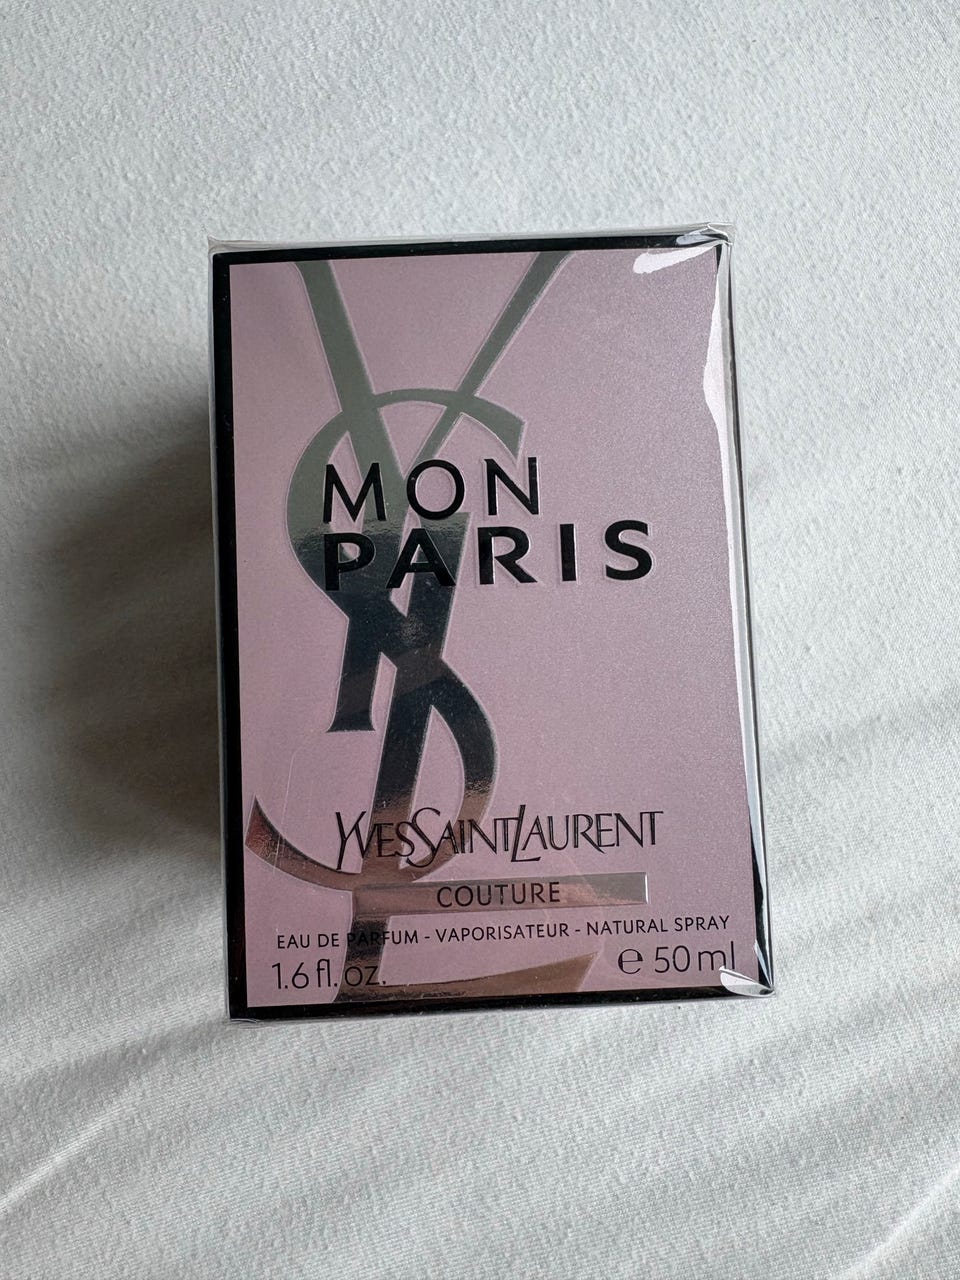 MON
PARIS
YVESSAINTLAURENT
COUTURE
EAU DE PARFUM - VAPORISATEUR - NATURAL SPRAY
1.6 fl. oz. ℮ 50 ml